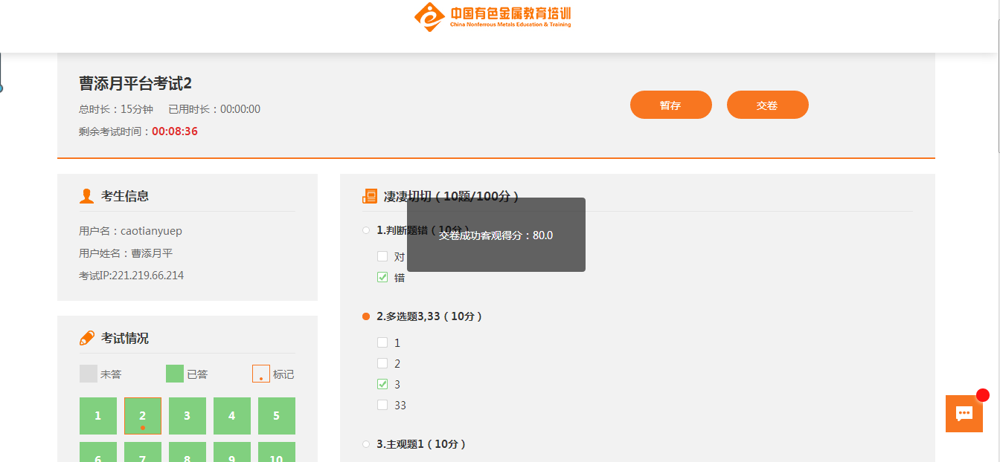 中国有色金属教育培训
China Nonferrous Metals Education & Training
曹添月平台考试2
总时长：15分钟 已用时长：00:00:00
剩余考试时间：00:08:36
暂存
交卷
考生信息
用户名：caotianyuep
用户姓名：曹添月平
考试IP:221.219.66.214
考试情况
未答
已答
标记
1
2
3
4
5
6
7
8
9
10
凄凄切切（10题/100分）
1.判断题错（10分）
交卷成功客观得分：80.0
对
错
2.多选题3,33（10分）
1
2
3
33
3.主观题1（10分）